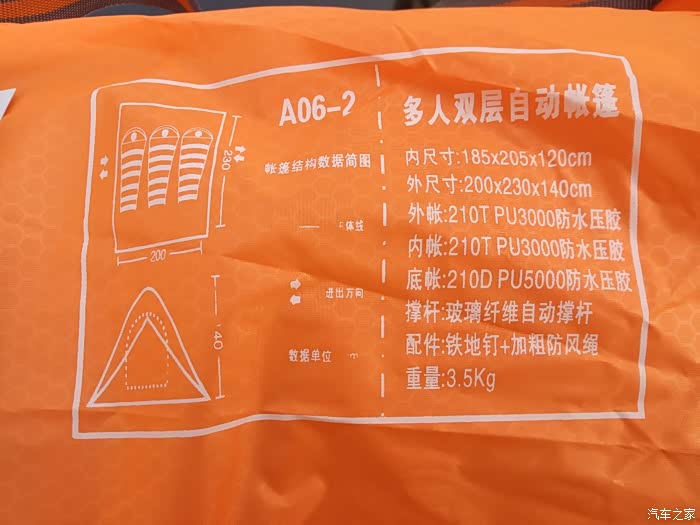 A06-2
帐篷结构数据简图
230
200
体线
进出方向
数据单位
多人双层自动帐篷
内尺寸:185x205x120cm
外尺寸:200x230x140cm
外帐:210T PU3000防水压胶
内帐:210T PU3000防水压胶
底帐:210D PU5000防水压胶
撑杆:玻璃纤维自动撑杆
配件:铁地钉+加粗防风绳
重量:3.5Kg
汽车之家